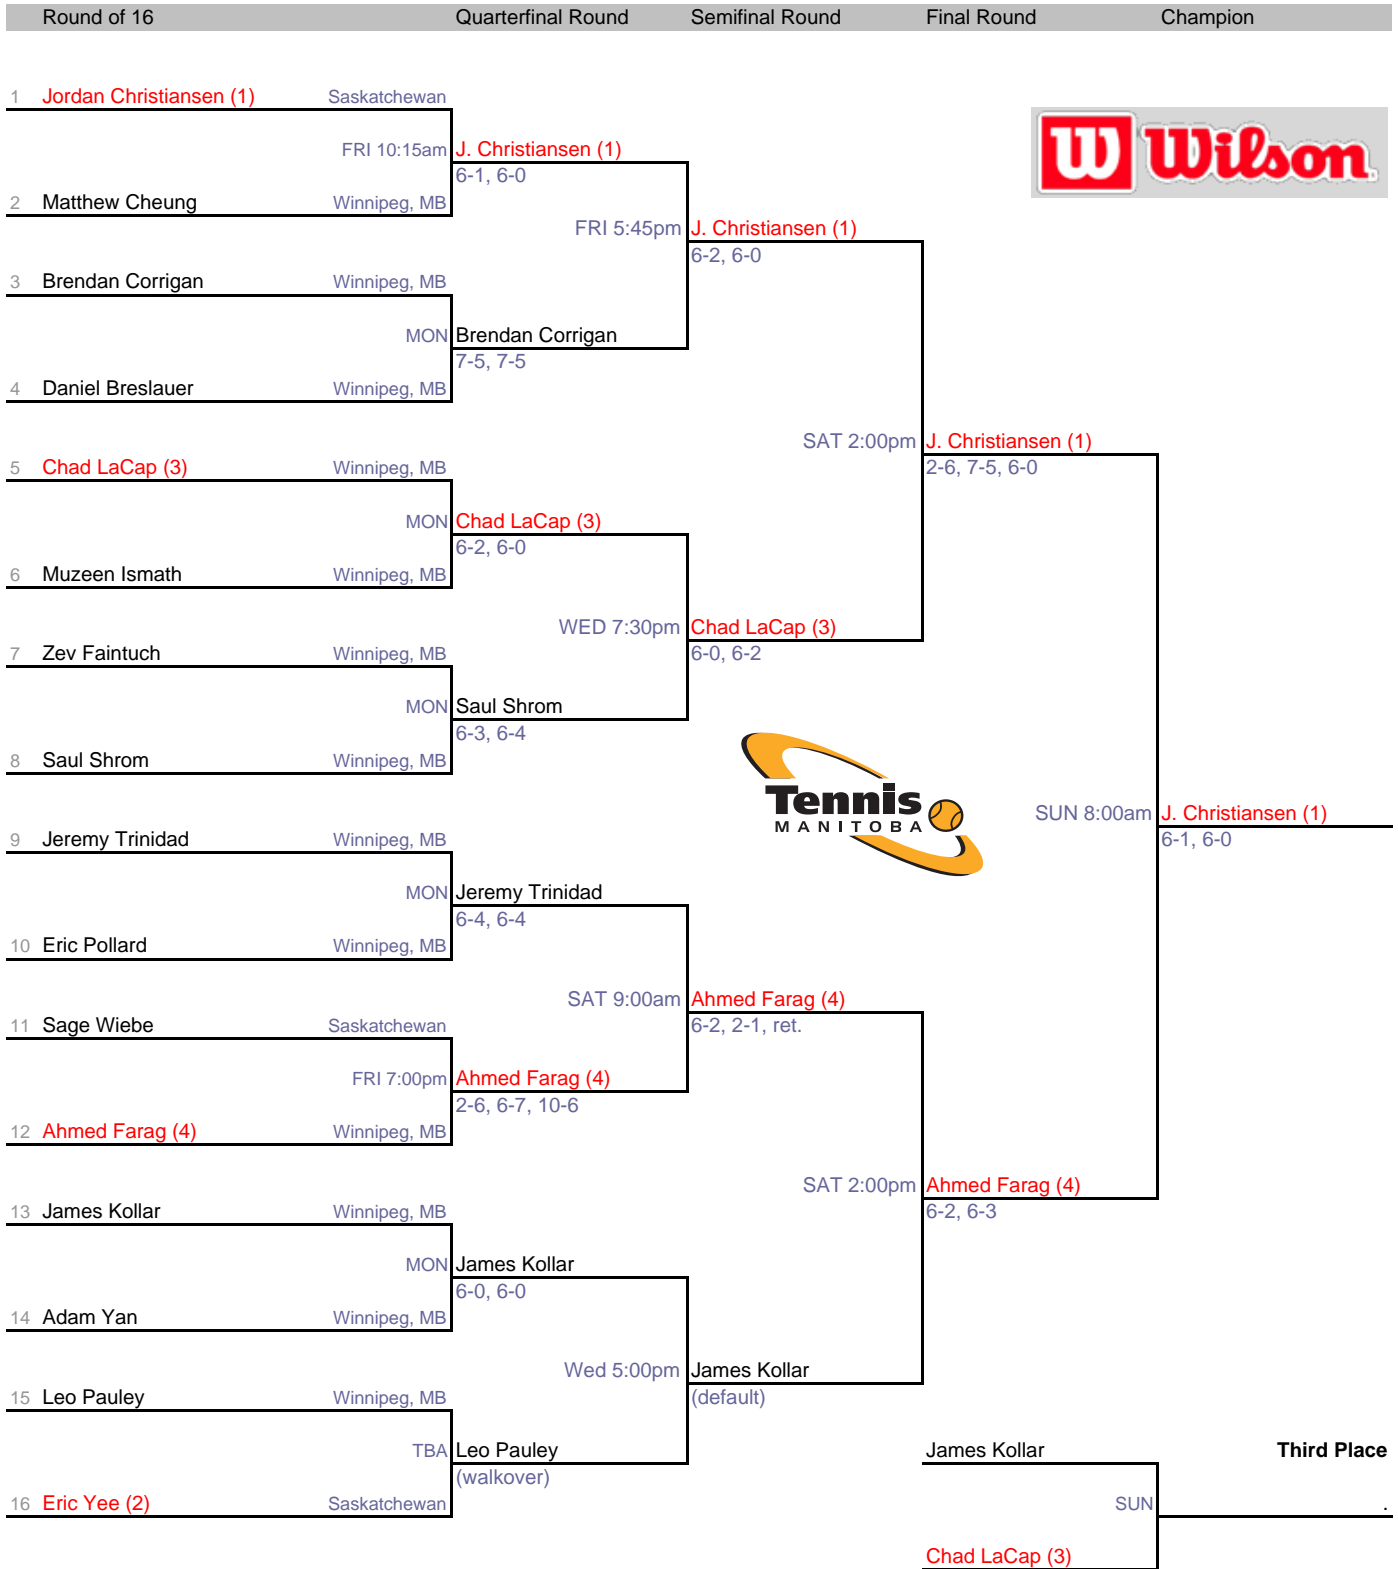 Round of 16 Quarterfinal Round Semifinal Round Final Round Champion
1 Jordan Christiansen (1) Saskatchewan
W Wilson
FRI 10:15am J. Christiansen (1)
6-1, 6-0
2 Matthew Cheung Winnipeg, MB
FRI 5:45pm J. Christiansen (1)
6-2, 6-0
3 Brendan Corrigan Winnipeg, MB
MON Brendan Corrigan
7-5, 7-5
4 Daniel Breslauer Winnipeg, MB
SAT 2:00pm J. Christiansen (1)
5 Chad LaCap (3) Winnipeg, MB 2-6, 7-5, 6-0
MON Chad LaCap (3)
6-2, 6-0
6 Muzeen Ismath Winnipeg, MB
WED 7:30pm Chad LaCap (3)
7 Zev Faintuch Winnipeg, MB 6-0, 6-2
MON Saul Shrom
6-3, 6-4
8 Saul Shrom Winnipeg, MB
Tennis
MANITOBA
SUN 8:00am J. Christiansen (1)
9 Jeremy Trinidad Winnipeg, MB 6-1, 6-0
MON Jeremy Trinidad
6-4, 6-4
10 Eric Pollard Winnipeg, MB
SAT 9:00am Ahmed Farag (4)
11 Sage Wiebe Saskatchewan 6-2, 2-1, ret.
FRI 7:00pm Ahmed Farag (4)
2-6, 6-7, 10-6
12 Ahmed Farag (4) Winnipeg, MB
SAT 2:00pm Ahmed Farag (4)
13 James Kollar Winnipeg, MB 6-2, 6-3
MON James Kollar
6-0, 6-0
14 Adam Yan Winnipeg, MB
Wed 5:00pm James Kollar
15 Leo Pauley Winnipeg, MB (default)
TBA Leo Pauley James Kollar Third Place
(walkover)
16 Eric Yee (2) Saskatchewan SUN .
Chad LaCap (3)